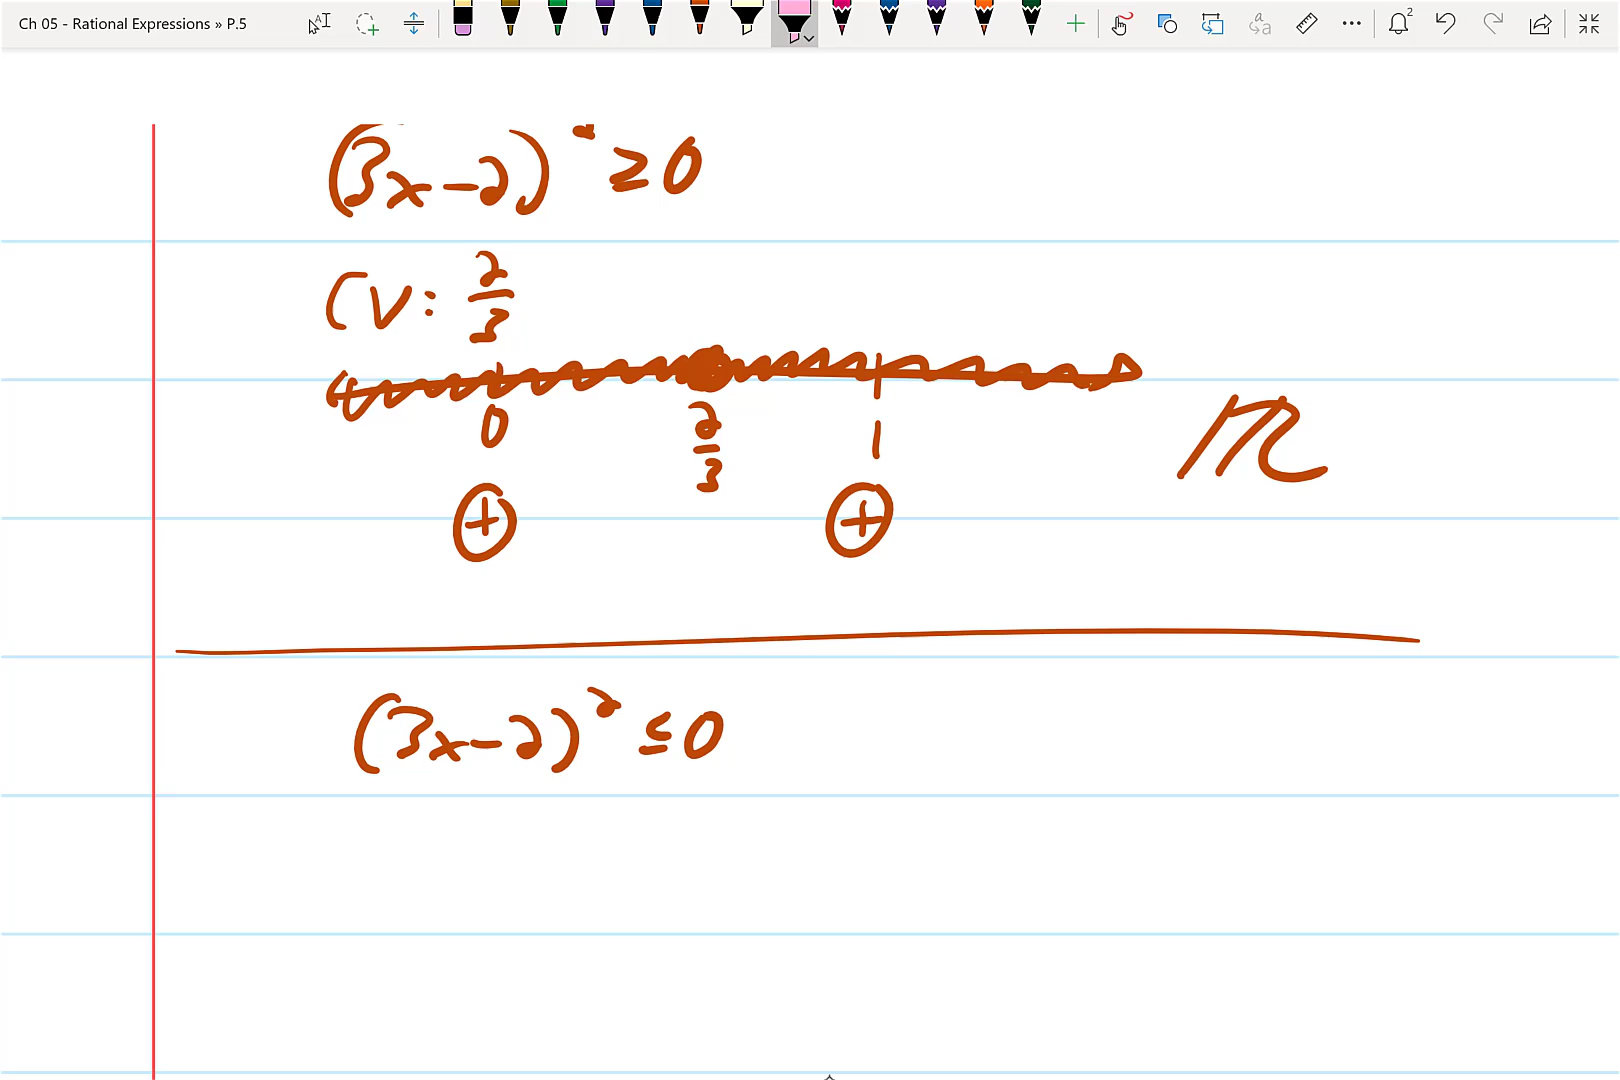 Ch 05 - Rational Expressions » P.5
(3x-2)² ≥ 0
CV: 2/3
0 2/3 1 ℝ
+ +
(3x-2)² ≤ 0